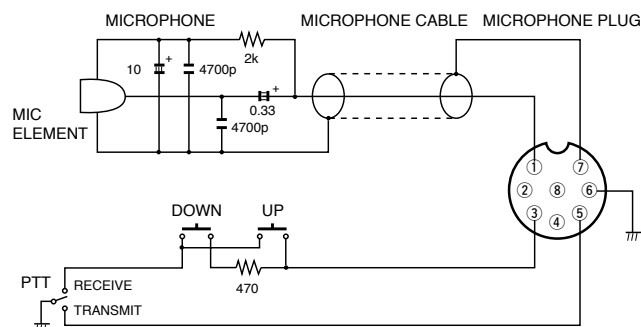 MICROPHONE
MICROPHONE CABLE
MICROPHONE PLUG
2k
10
+
4700p
+
0.33
4700p
MIC
ELEMENT
1
7
2
8
6
3
5
4
DOWN
UP
470
PTT
RECEIVE
TRANSMIT